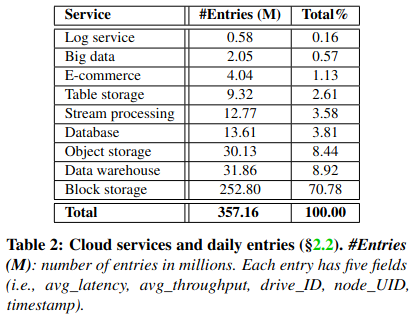 Service #Entries (M) Total%
Log service 0.58 0.16
Big data 2.05 0.57
E-commerce 4.04 1.13
Table storage 9.32 2.61
Stream processing 12.77 3.58
Database 13.61 3.81
Object storage 30.13 8.44
Data warehouse 31.86 8.92
Block storage 252.80 70.78
Total 357.16 100.00
Table 2: Cloud services and daily entries (§2.2). #Entries
(M): number of entries in millions. Each entry has five fields
(i.e., avg_latency, avg_throughput, drive_ID, node_UID,
timestamp).